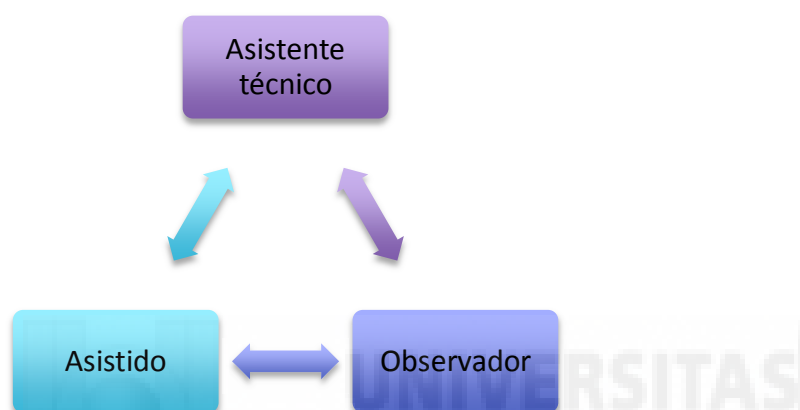 Asistente
técnico
Asistido
Observador
UNIVERSITAS